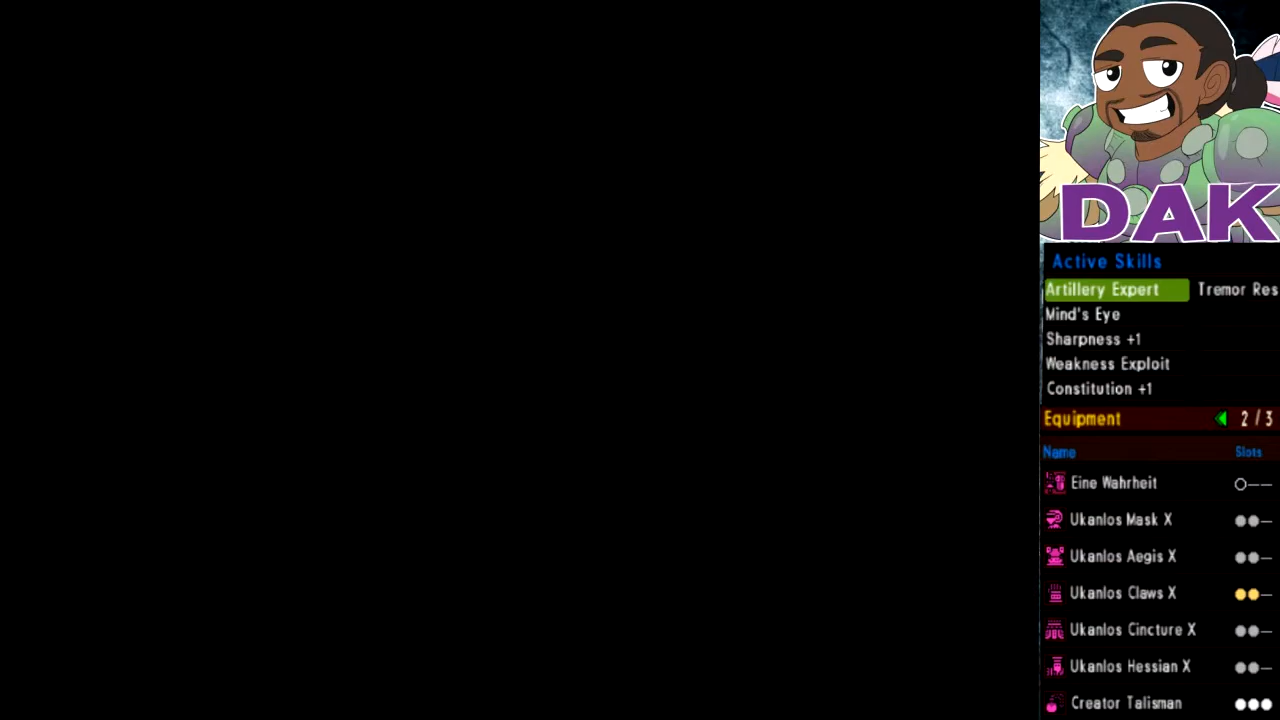 DAK
Active Skills
Artillery Expert Tremor Res
Mind's Eye
Sharpness +1
Weakness Exploit
Constitution +1
Equipment 2 / 3
Name Slots
Eine Wahrheit
Ukanlos Mask X
Ukanlos Aegis X
Ukanlos Claws X
Ukanlos Cincture X
Ukanlos Hessian X
Creator Talisman